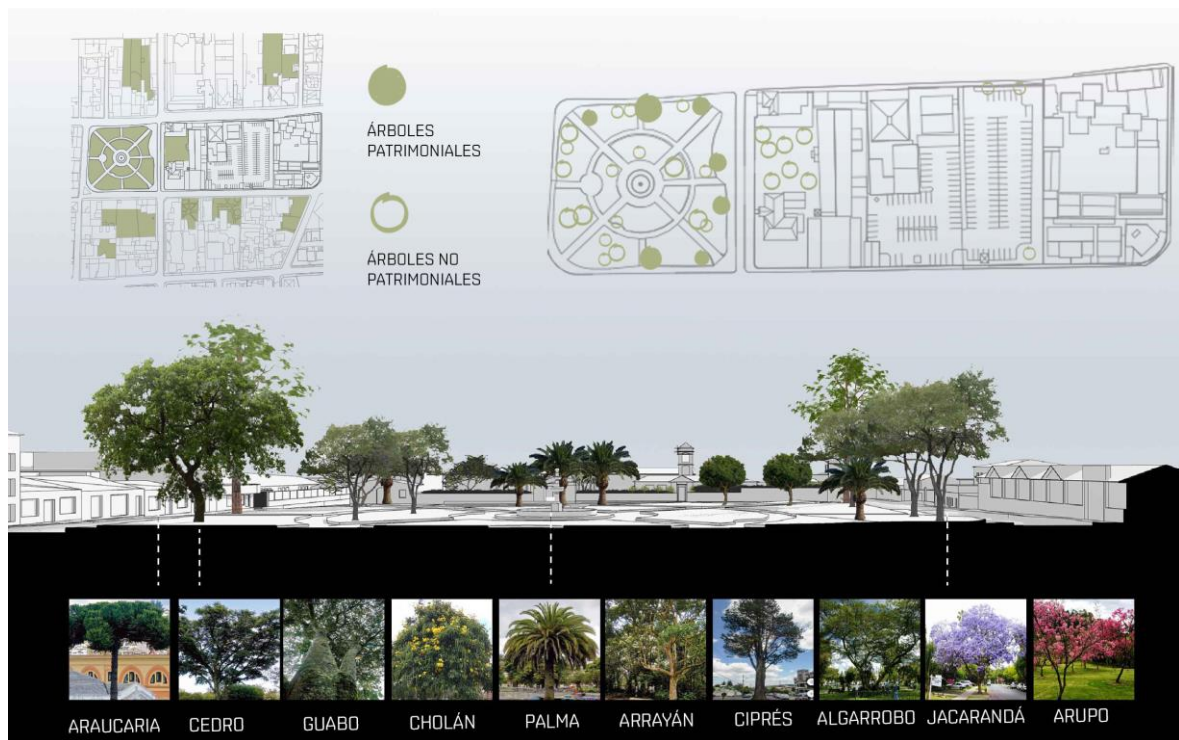 ÁRBOLES
PATRIMONIALES
ÁRBOLES NO
PATRIMONIALES
ARAUCARIA
CEDRO
GUABO
CHOLÁN
PALMA
ARRAYÁN
CIPRÉS
ALGARROBO
JACARANDÁ
ARUPO